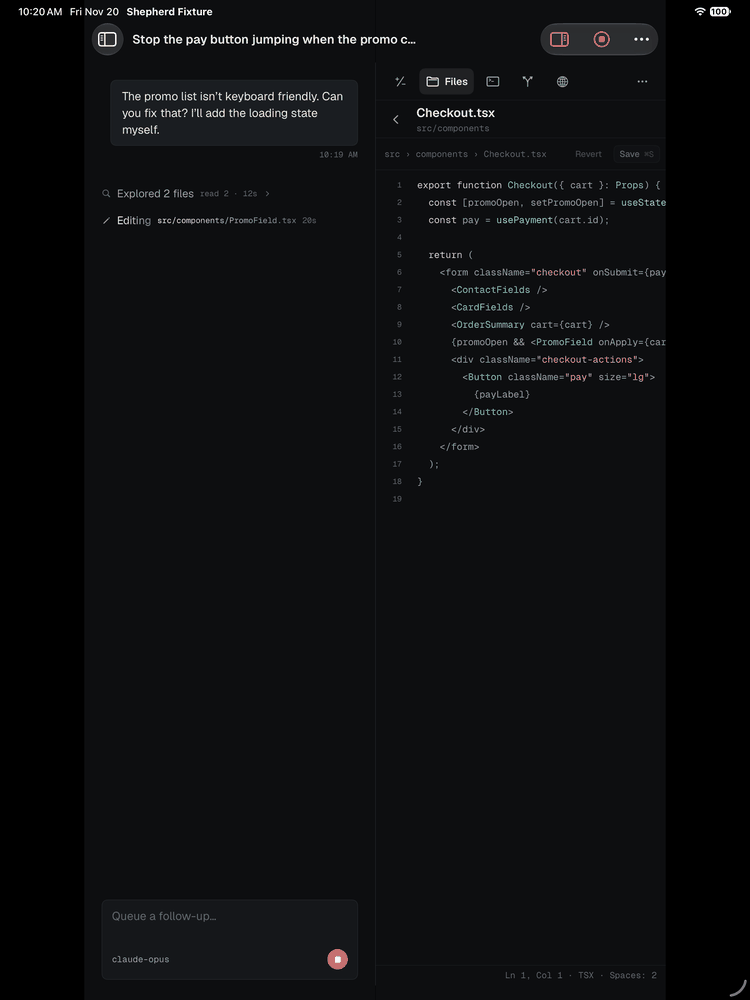 10:20 AM Fri Nov 20 Shepherd Fixture
100
Stop the pay button jumping when the promo c…
The promo list isn’t keyboard friendly. Can
you fix that? I’ll add the loading state
myself.
10:19 AM
Explored 2 files read 2 · 12s
Editing src/components/PromoField.tsx 20s
Queue a follow-up…
claude-opus
Files
Checkout.tsx
src/components
src › components › Checkout.tsx Revert Save ⌘S
1 export function Checkout({ cart }: Props) {
2 const [promoOpen, setPromoOpen] = useState
3 const pay = usePayment(cart.id);
4
5 return (
6 <form className="checkout" onSubmit={pay
7 <ContactFields />
8 <CardFields />
9 <OrderSummary cart={cart} />
10 {promoOpen && <PromoField onApply={car
11 <div className="checkout-actions">
12 <Button className="pay" size="lg">
13 {payLabel}
14 </Button>
15 </div>
16 </form>
17 );
18 }
19
Ln 1, Col 1 · TSX · Spaces: 2